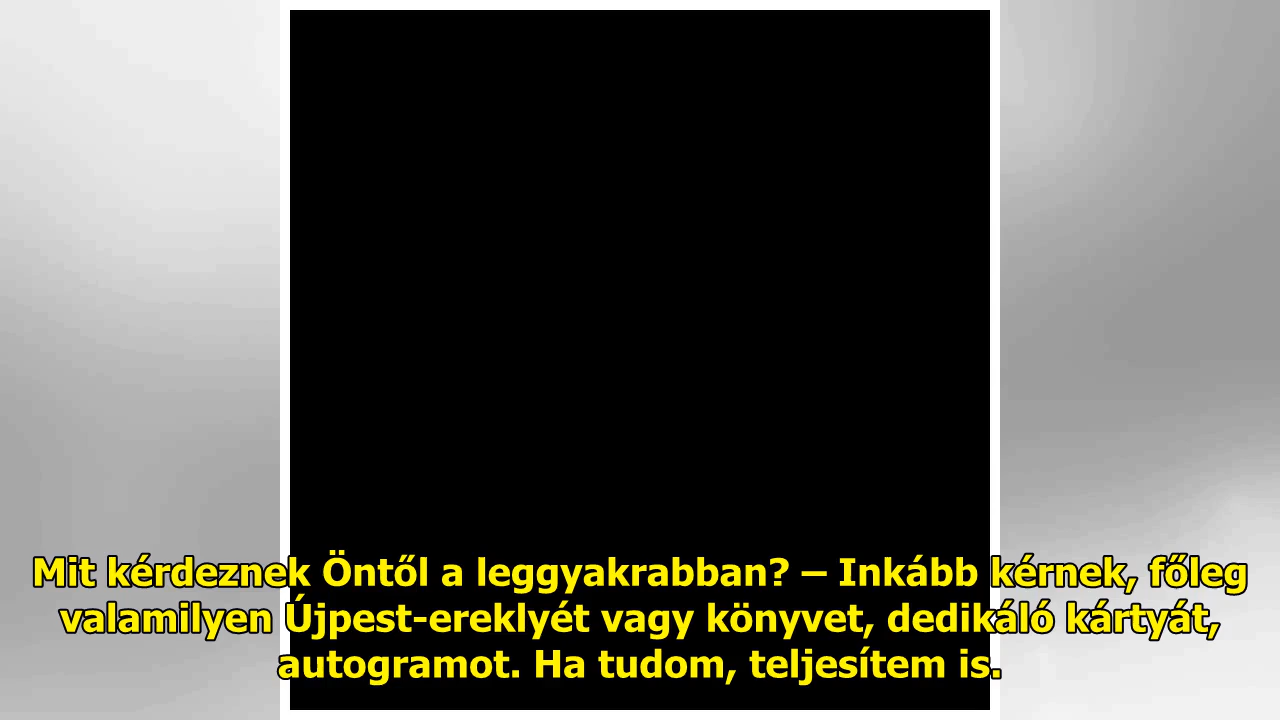 Mit kérdeznek Öntől a leggyakrabban? – Inkább kérnek, főleg
valamilyen Újpest-ereklyét vagy könyvet, dedikáló kártyát,
autogramot. Ha tudom, teljesítem is.